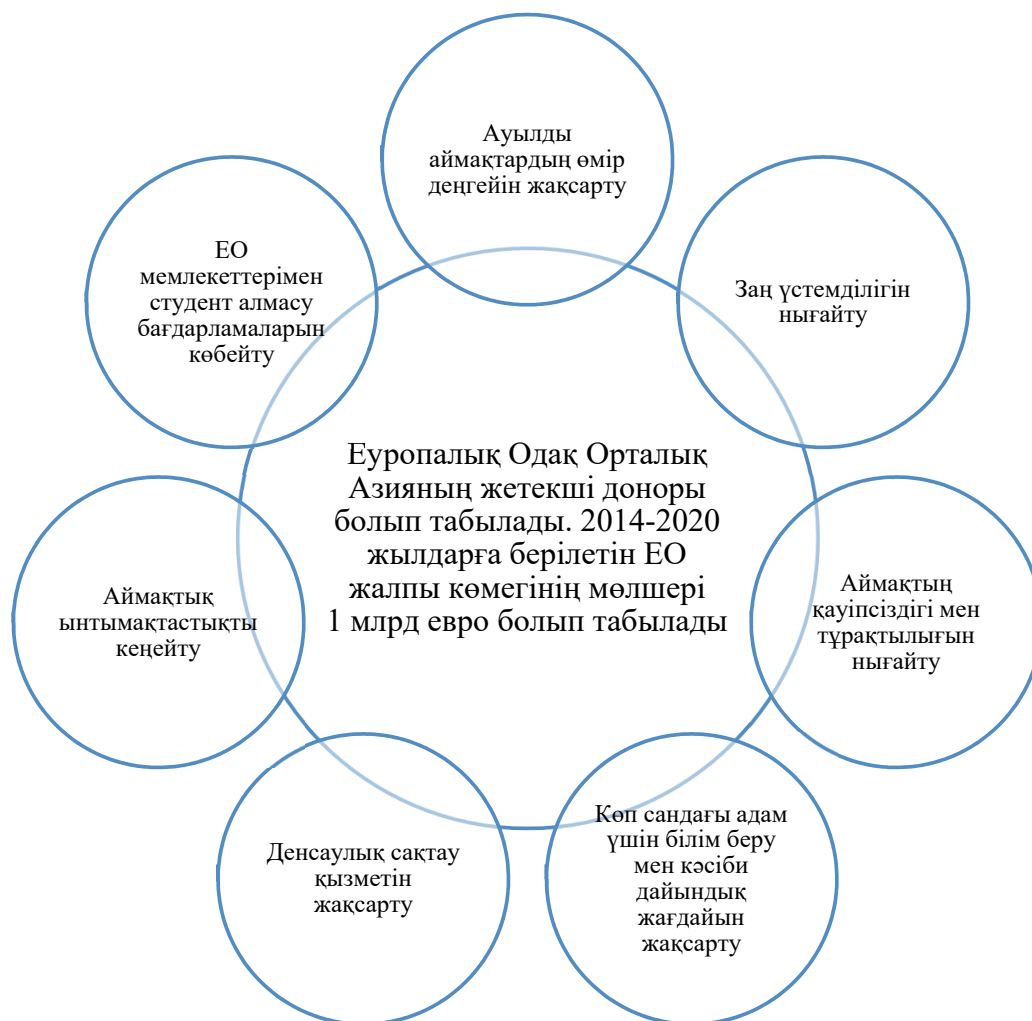 Ауылды
аймақтардың өмір
деңгейін жақсарту
Заң үстемділігін
нығайту
Аймақтың
қауіпсіздігі мен
тұрақтылығын
нығайту
Көп сандағы адам
үшін білім беру
мен кәсіби
дайындық
жағдайын
жақсарту
Денсаулық сақтау
қызметін
жақсарту
Аймақтық
ынтымақтастықты
кеңейту
ЕО
мемлекеттерімен
студент алмасу
бағдарламаларын
көбейту
Еуропалық Одақ Орталық
Азияның жетекші доноры
болып табылады. 2014-2020
жылдарға берілетін ЕО
жалпы көмегінің мөлшері
1 млрд евро болып табылады